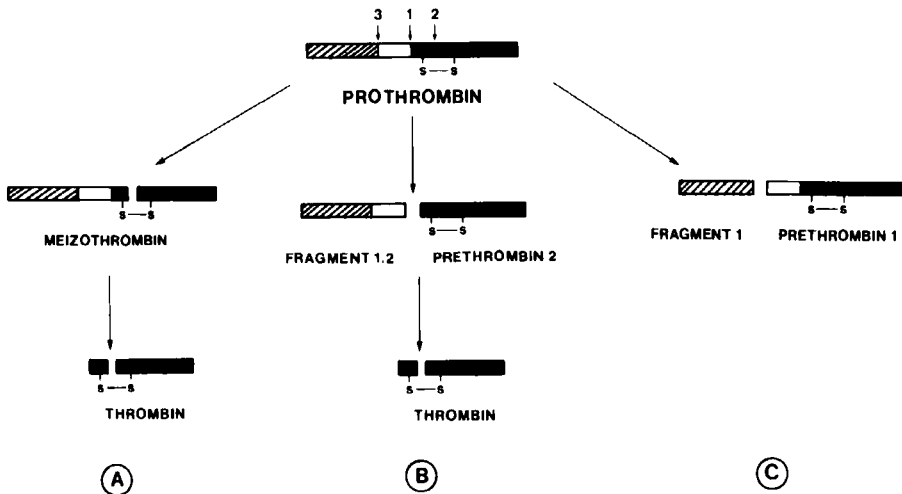 3 1 2
S — S
PROTHROMBIN
S — S
MEIZOTHROMBIN
S — S
FRAGMENT 1.2 PRETHROMBIN 2
S — S
FRAGMENT 1 PRETHROMBIN 1
S — S
THROMBIN
S — S
THROMBIN
A B C